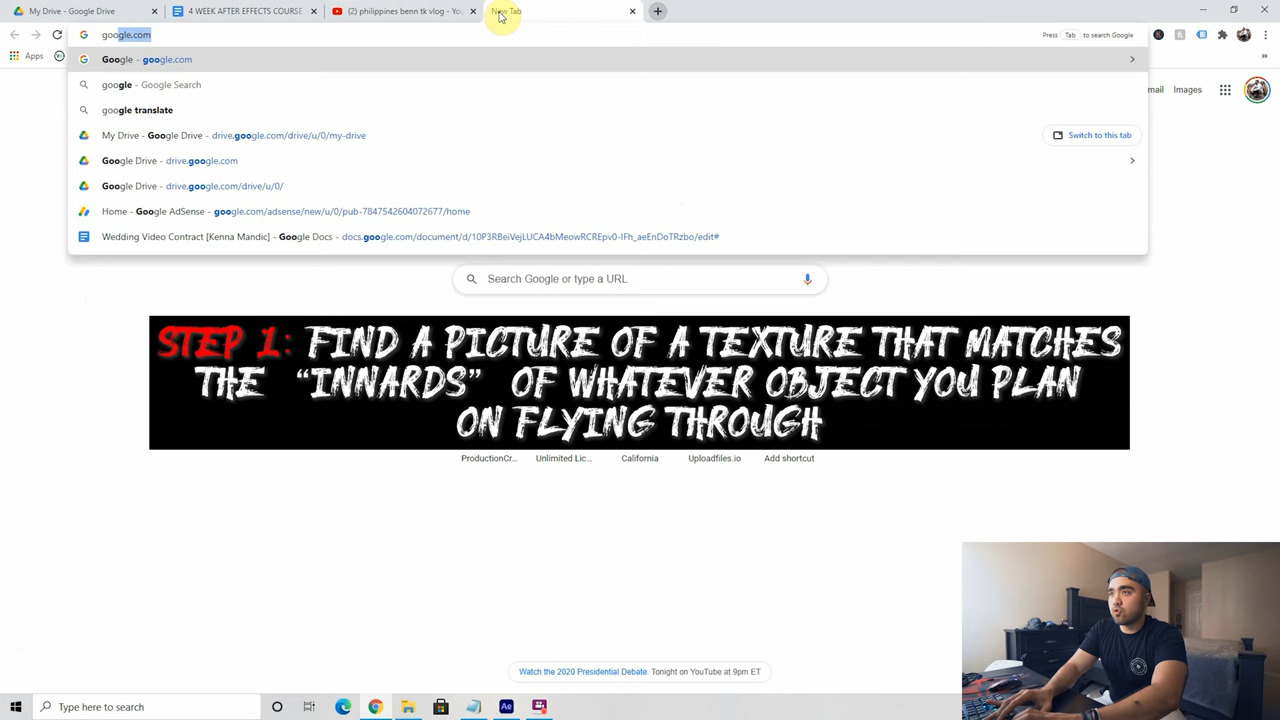 My Drive - Google Drive
4 WEEK AFTER EFFECTS COURSE
(2) philippines benn tk vlog - You
New Tab
google.com
Press Tab to search Google
Apps
Google - google.com
google - Google Search
google translate
My Drive - Google Drive - drive.google.com/drive/u/0/my-drive
Switch to this tab
Google Drive - drive.google.com
Google Drive - drive.google.com/drive/u/0/
Home - Google AdSense - google.com/adsense/new/u/0/pub-7847542604072677/home
Wedding Video Contract [Kenna Mandic] - Google Docs - docs.google.com/document/d/10P3RBeiVejLUCA4bMeowRCREpv0-IFh_aeEnDoTRzbo/edit#
mail
Images
Search Google or type a URL
STEP 1: FIND A PICTURE OF A TEXTURE THAT MATCHES
THE "INNARDS" OF WHATEVER OBJECT YOU PLAN
ON FLYING THROUGH
ProductionCr...
Unlimited Lic...
California
Uploadfiles.io
Add shortcut
Watch the 2020 Presidential Debate. Tonight on YouTube at 9pm ET
Type here to search
Ae